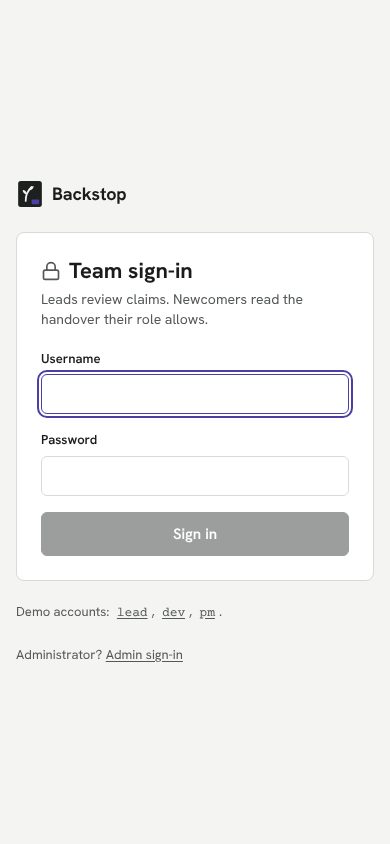 Backstop
Team sign-in
Leads review claims. Newcomers read the
handover their role allows.
Username
Password
Sign in
Demo accounts: lead, dev, pm.
Administrator? Admin sign-in